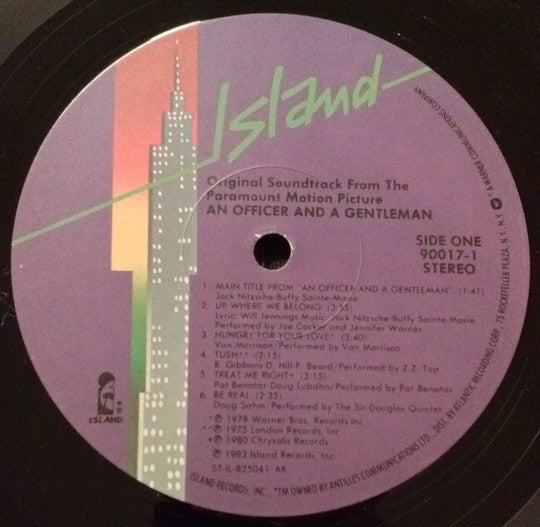 Island
Original Soundtrack From The
Paramount Motion Picture
AN OFFICER AND A GENTLEMAN
SIDE ONE
90017-1
STEREO
1. MAIN TITLE FROM "AN OFFICER AND A GENTLEMAN" (1:41)
Jack Nitzsche-Buffy Sainte-Marie
2. UP WHERE WE BELONG (3:55)
Lyric: Will Jennings Music: Jack Nitzsche-Buffy Sainte-Marie
Performed by Joe Cocker and Jennifer Warnes
3. HUNGRY FOR YOUR LOVE* (3:40)
Van Morrison/Performed by Van Morrison
4. TUSH** (2:15)
B. Gibbons D. Hill F. Beard/Performed by Z.Z. Top
5. TREAT ME RIGHT+ (3:15)
Pat Benatar Doug Lubahn/Performed by Pat Benatar
6. BE REAL (2:35)
Doug Sahm/Performed by The Sir Douglas Quintet
*℗ 1978 Warner Bros. Records Inc.
**℗ 1975 London Records, Inc.
+℗ 1980 Chrysalis Records
℗ 1982 Island Records, Inc.
ST-IL-825041 AR
ISLAND
ISLAND RECORDS, INC., *TM OWNED BY ANTILLES COMMUNICATIONS LTD., DIST. BY ATLANTIC RECORDING CORP., 75 ROCKEFELLER PLAZA, N.Y., N.Y. A WARNER COMMUNICATIONS COMPANY